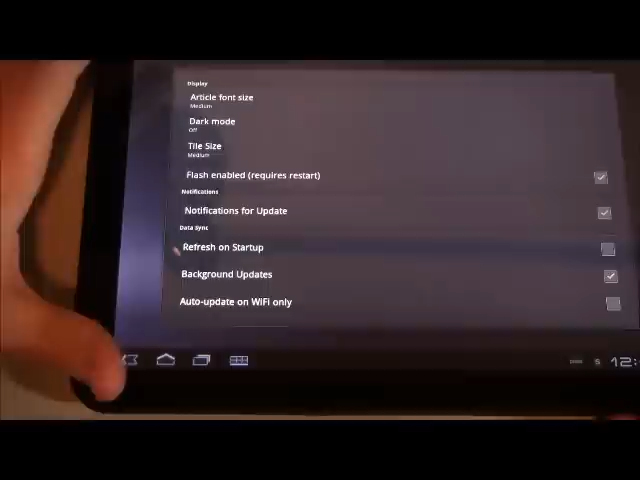 Display
Article font size
Medium
Dark mode
Off
Tile Size
Medium
Flash enabled (requires restart)
Notifications
Notifications for Update
Data Sync
Refresh on Startup
Background Updates
Auto-update on WiFi only
12: